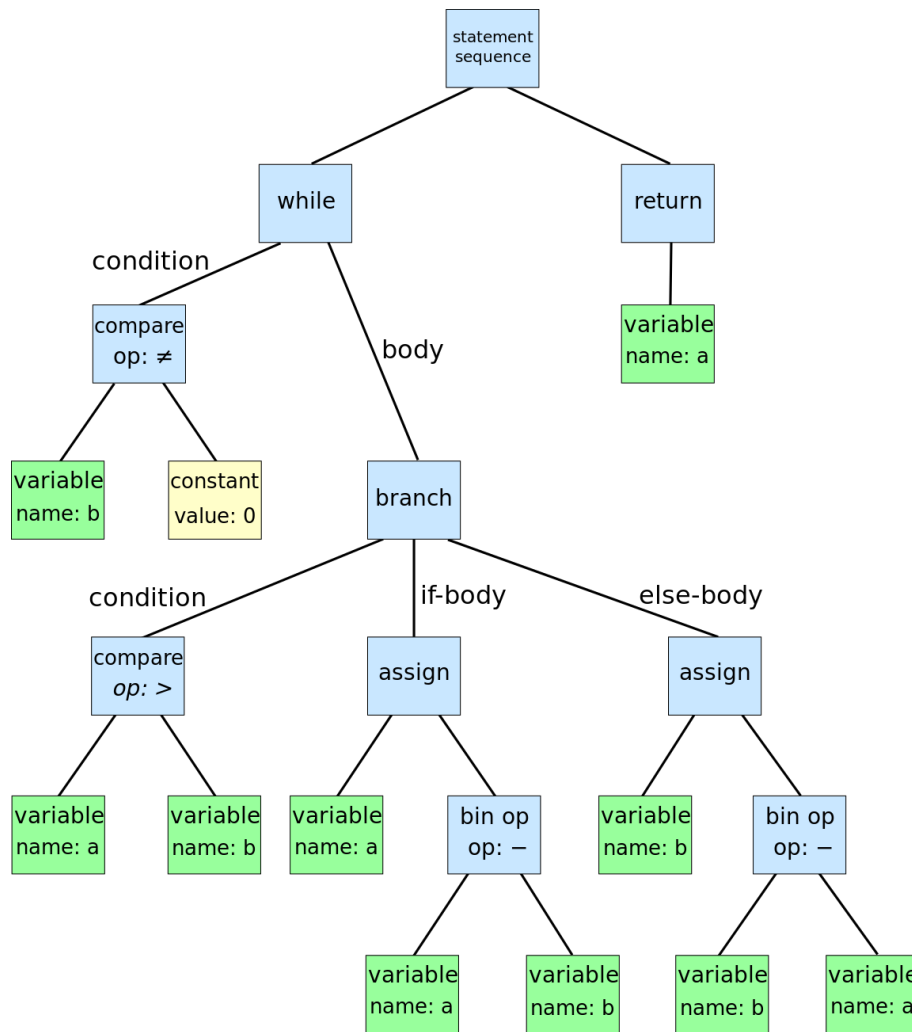 statement
sequence
while
return
condition
compare
op: ≠
body
variable
name: a
variable
name: b
constant
value: 0
branch
condition
if-body
else-body
compare
op: >
assign
assign
variable
name: a
variable
name: b
variable
name: a
bin op
op: −
variable
name: b
bin op
op: −
variable
name: a
variable
name: b
variable
name: b
variable
name: a